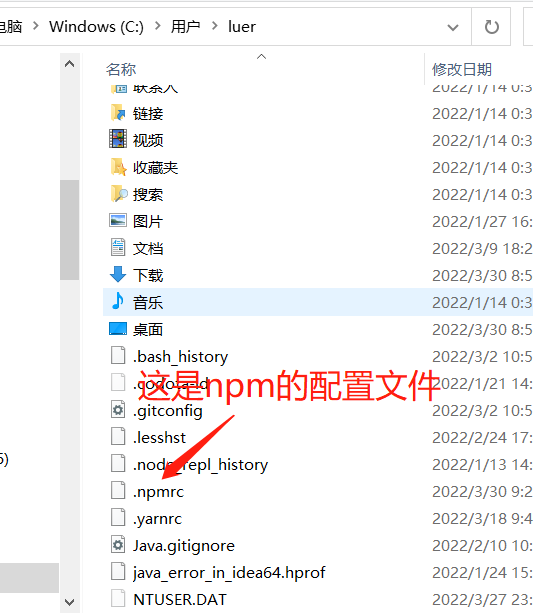 电脑 > Windows (C:) > 用户 > luer
名称 修改日期
联系人 2022/1/14 0:3
链接 2022/1/14 0:3
视频 2022/1/14 0:3
收藏夹 2022/1/14 0:3
搜索 2022/1/14 0:3
图片 2022/1/27 16:
文档 2022/3/9 18:2
下载 2022/3/30 8:5
音乐 2022/1/14 0:3
桌面 2022/3/30 8:5
.bash_history 2022/3/2 10:5
.codota-id 2022/1/21 14:
这是npm的配置文件
.gitconfig 2022/3/2 10:5
.lesshst 2022/2/24 17:
5)
.node_repl_history 2022/1/13 14:
.npmrc 2022/3/30 9:2
.yarnrc 2022/3/18 9:4
Java.gitignore 2022/2/10 10:
java_error_in_idea64.hprof 2022/1/24 15:
NTUSER.DAT 2022/3/27 23: